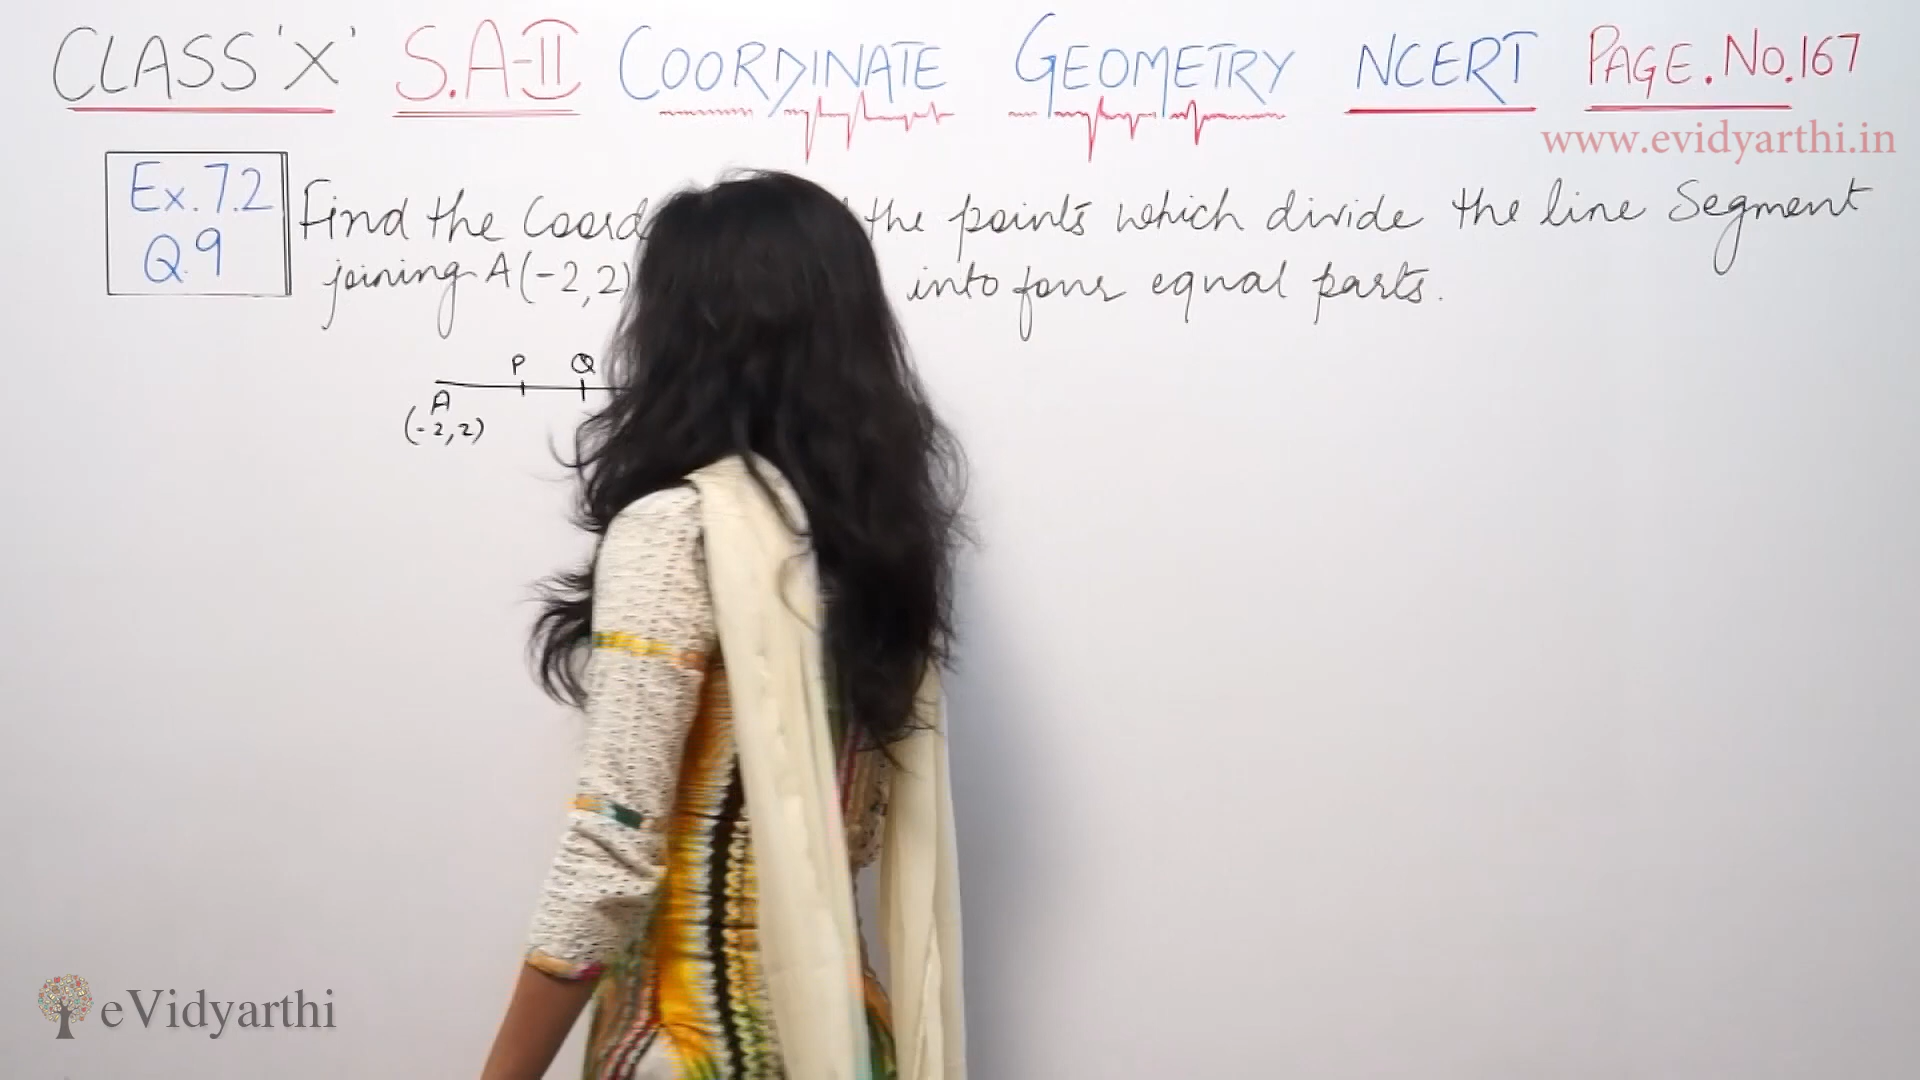 CLASS 'X' S.A-II COORDINATE GEOMETRY NCERT PAGE.No.167
www.evidyarthi.in
Ex.7.2
Q.9
Find the the points which divide the line Segment
joining A(-2,2) into four equal parts.
P Q
A
(-2,2)
eVidyarthi